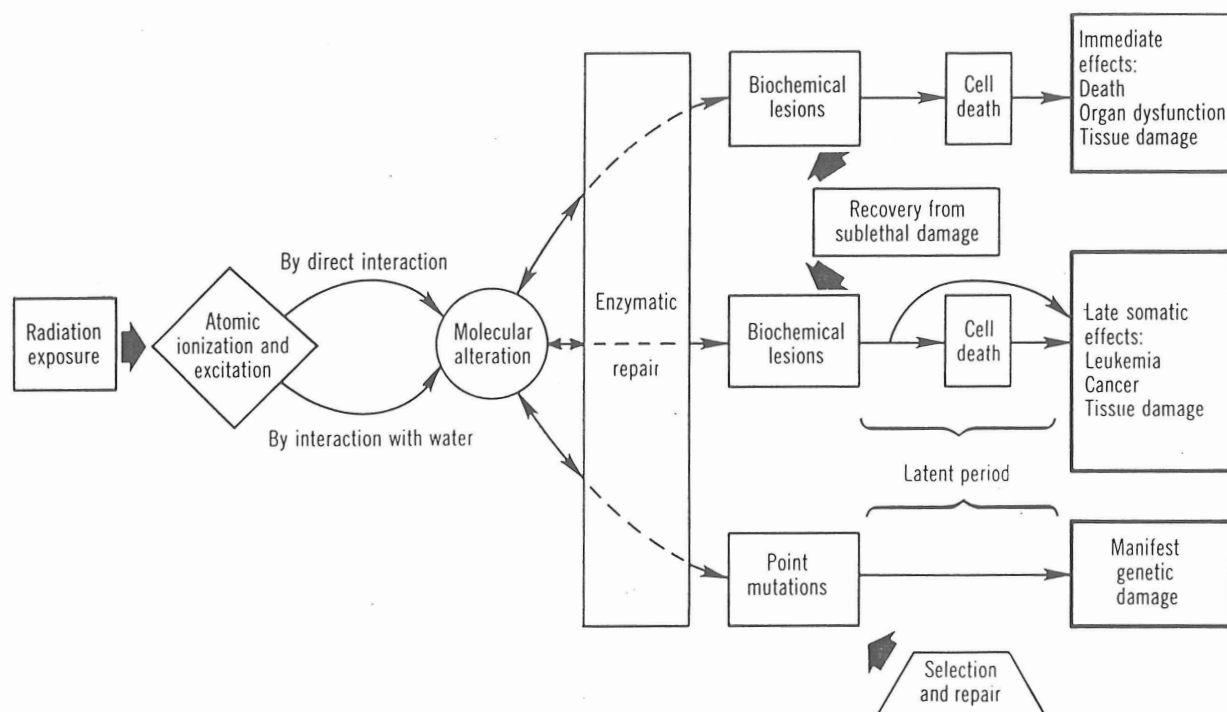 Radiation
exposure
Atomic
ionization and
excitation
By direct interaction
By interaction with water
Molecular
alteration
Enzymatic
repair
Biochemical
lesions
Cell
death
Immediate
effects:
Death
Organ dysfunction
Tissue damage
Recovery from
sublethal damage
Biochemical
lesions
Cell
death
Late somatic
effects:
Leukemia
Cancer
Tissue damage
Latent period
Point
mutations
Manifest
genetic
damage
Selection
and repair